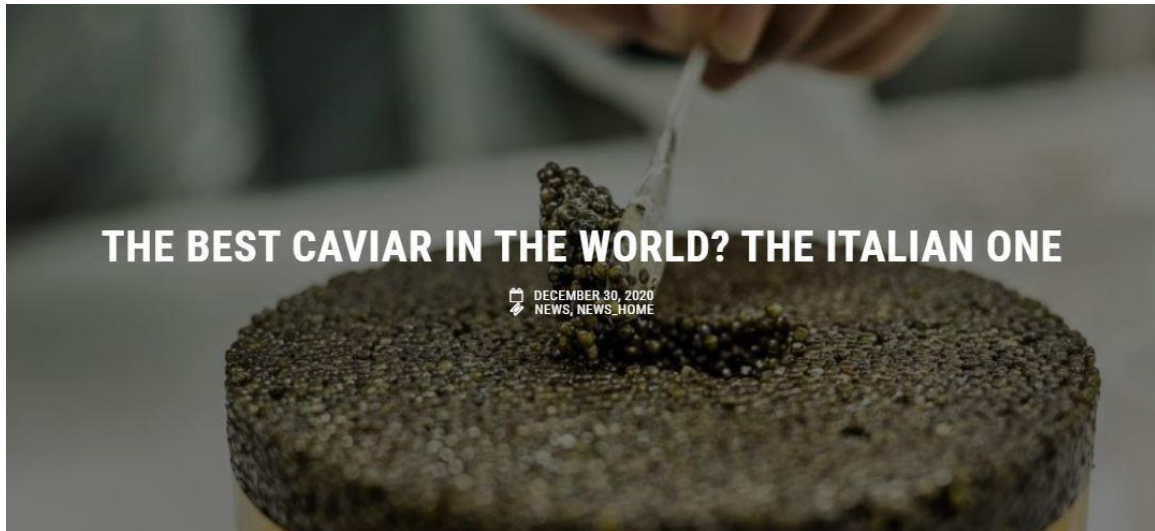 THE BEST CAVIAR IN THE WORLD? THE ITALIAN ONE
DECEMBER 30, 2020
NEWS, NEWS_HOME